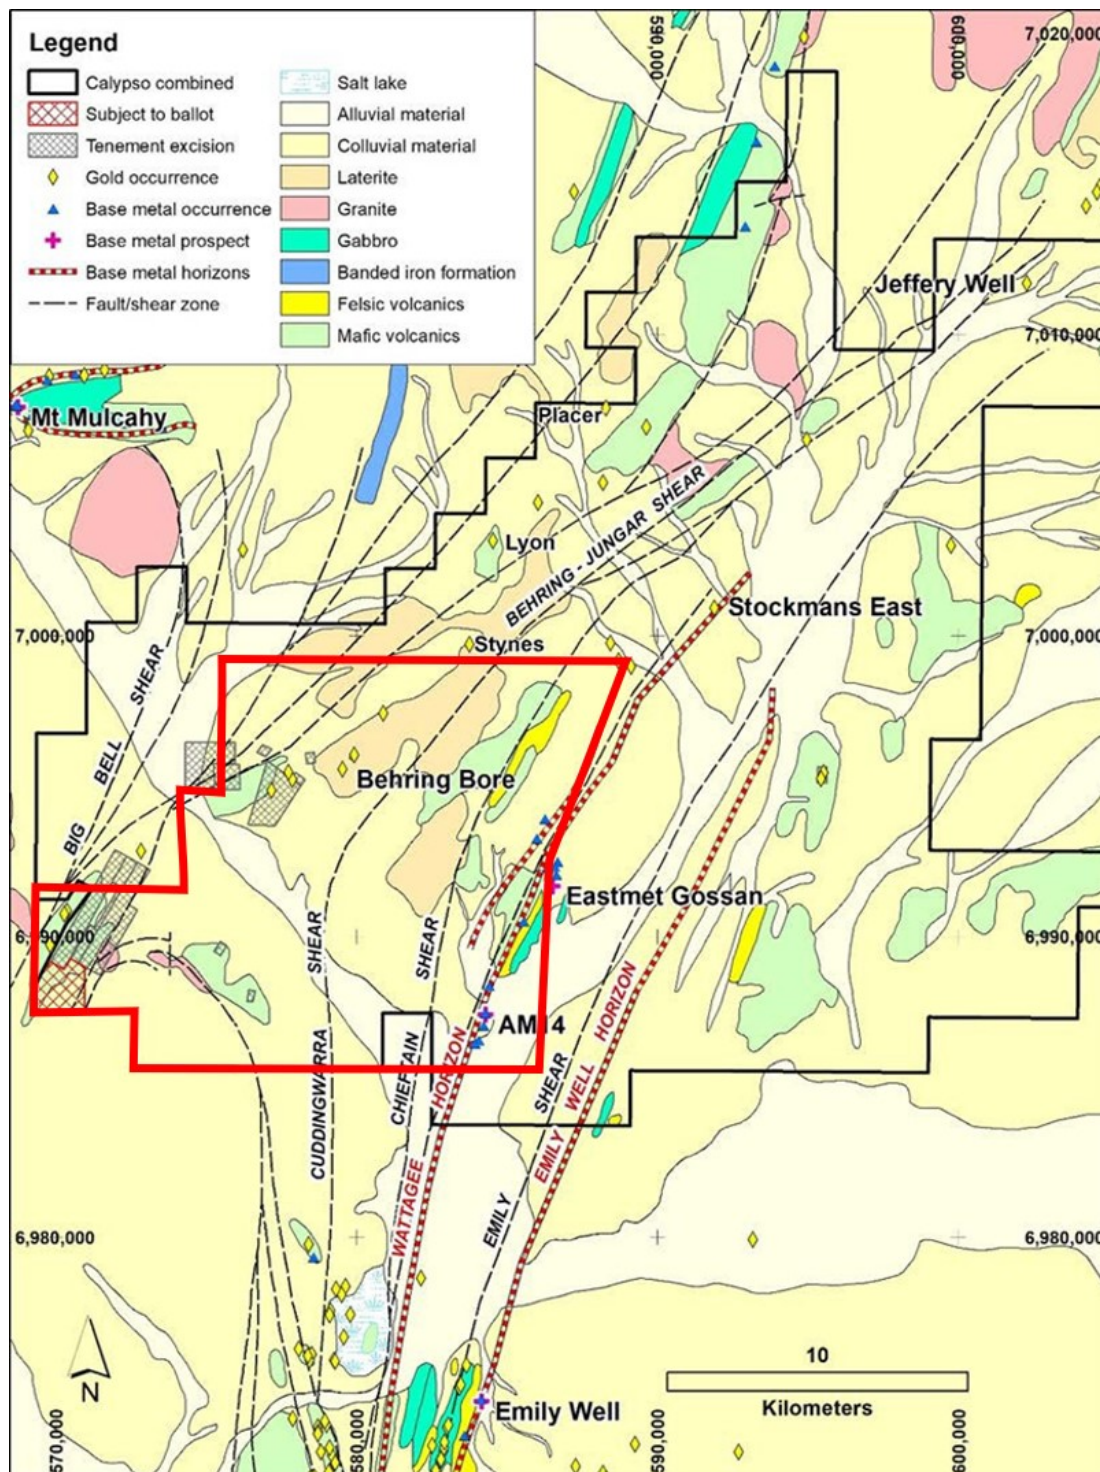 Legend
Calypso combined
Subject to ballot
Tenement excision
Gold occurrence
Base metal occurrence
Base metal prospect
Base metal horizons
Fault/shear zone
Salt lake
Alluvial material
Colluvial material
Laterite
Granite
Gabbro
Banded iron formation
Felsic volcanics
Mafic volcanics
590,000
600,000
7,020,000
Jeffery Well
7,010,000
Mt Mulcahy
Placer
Lyon
BEHRING - JUNGAR SHEAR
Stockmans East
7,000,000
Stynes
7,000,000
BIG BELL SHEAR
Behring Bore
Eastmet Gossan
6,990,000
6,990,000
CUDDINGWARRA SHEAR
CHIEFTAIN SHEAR
AM14
WATTAGEE HORIZON
EMILY SHEAR
EMILY WELL HORIZON
6,980,000
6,980,000
N
10
Kilometers
Emily Well
570,000
580,000
590,000
600,000